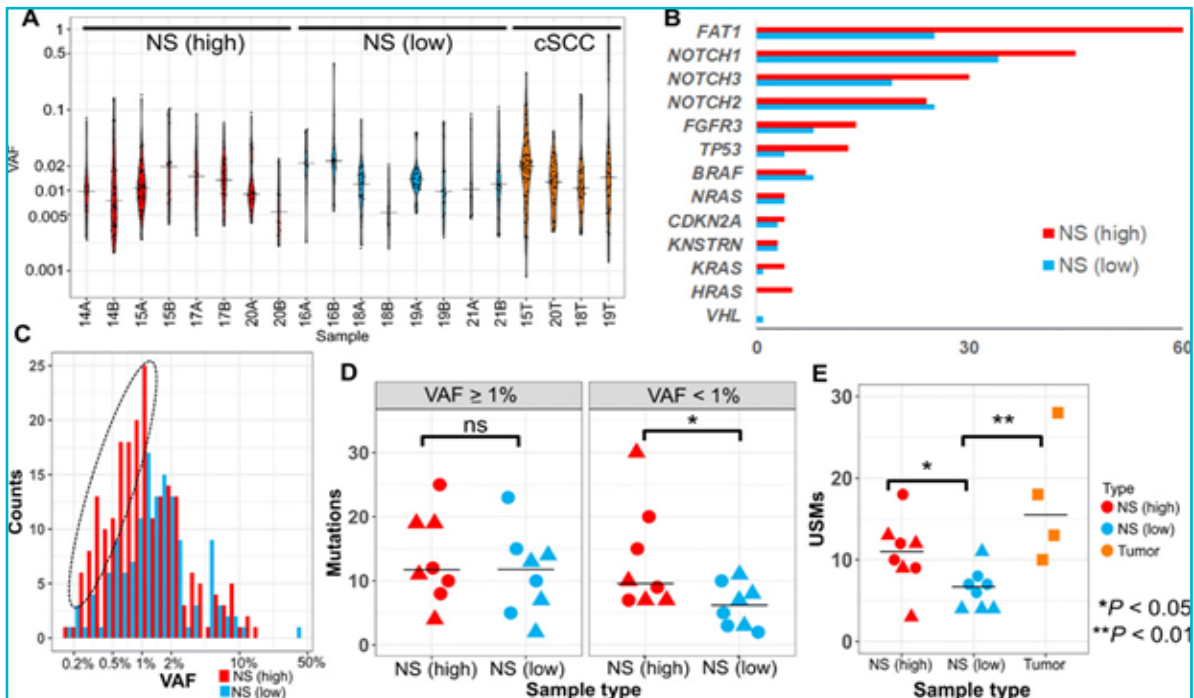 A
NS (high) NS (low) cSCC
1
0.5
0.1
0.02
0.01
0.005
0.001
VAF
14A
14B
15A
15B
17A
17B
20A
20B
16A
16B
18A
18B
19A
19B
21A
21B
15T
20T
18T
19T
Sample
B
FAT1
NOTCH1
NOTCH3
NOTCH2
FGFR3
TP53
BRAF
NRAS
CDKN2A
KNSTRN
KRAS
HRAS
VHL
NS (high)
NS (low)
0 30 60
C
25
20
15
10
5
0
Counts
0.2% 0.5% 1% 2% 10% 50%
VAF
NS (high)
NS (low)
D
VAF ≥ 1% VAF < 1%
ns *
30
20
10
0
Mutations
NS (high) NS (low) NS (high) NS (low)
Sample type
E
30
20
10
0
USMs
* **
NS (high) NS (low) Tumor
Sample type
Type
NS (high)
NS (low)
Tumor
*P < 0.05
**P < 0.01